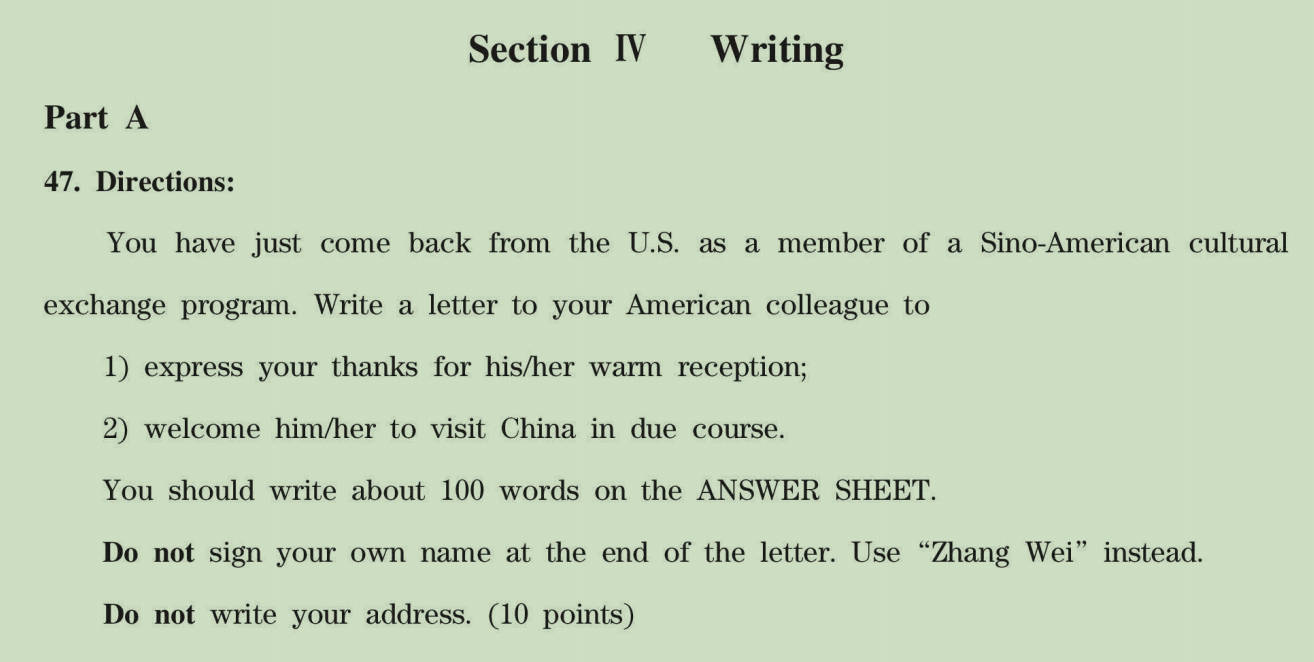 Section Ⅳ Writing
Part A
47. Directions:
You have just come back from the U.S. as a member of a Sino-American cultural
exchange program. Write a letter to your American colleague to
1) express your thanks for his/her warm reception;
2) welcome him/her to visit China in due course.
You should write about 100 words on the ANSWER SHEET.
Do not sign your own name at the end of the letter. Use “Zhang Wei” instead.
Do not write your address. (10 points)